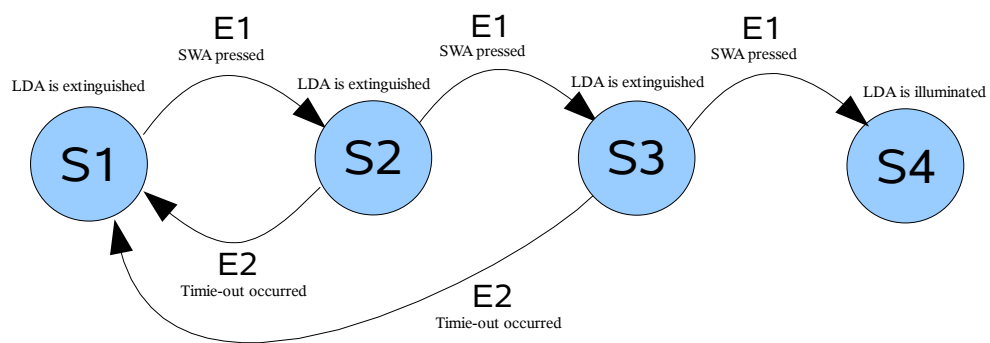 E1
SWA pressed
E1
SWA pressed
E1
SWA pressed
LDA is extinguished
LDA is extinguished
LDA is extinguished
LDA is illuminated
S1
S2
S3
S4
E2
Timie-out occurred
E2
Timie-out occurred